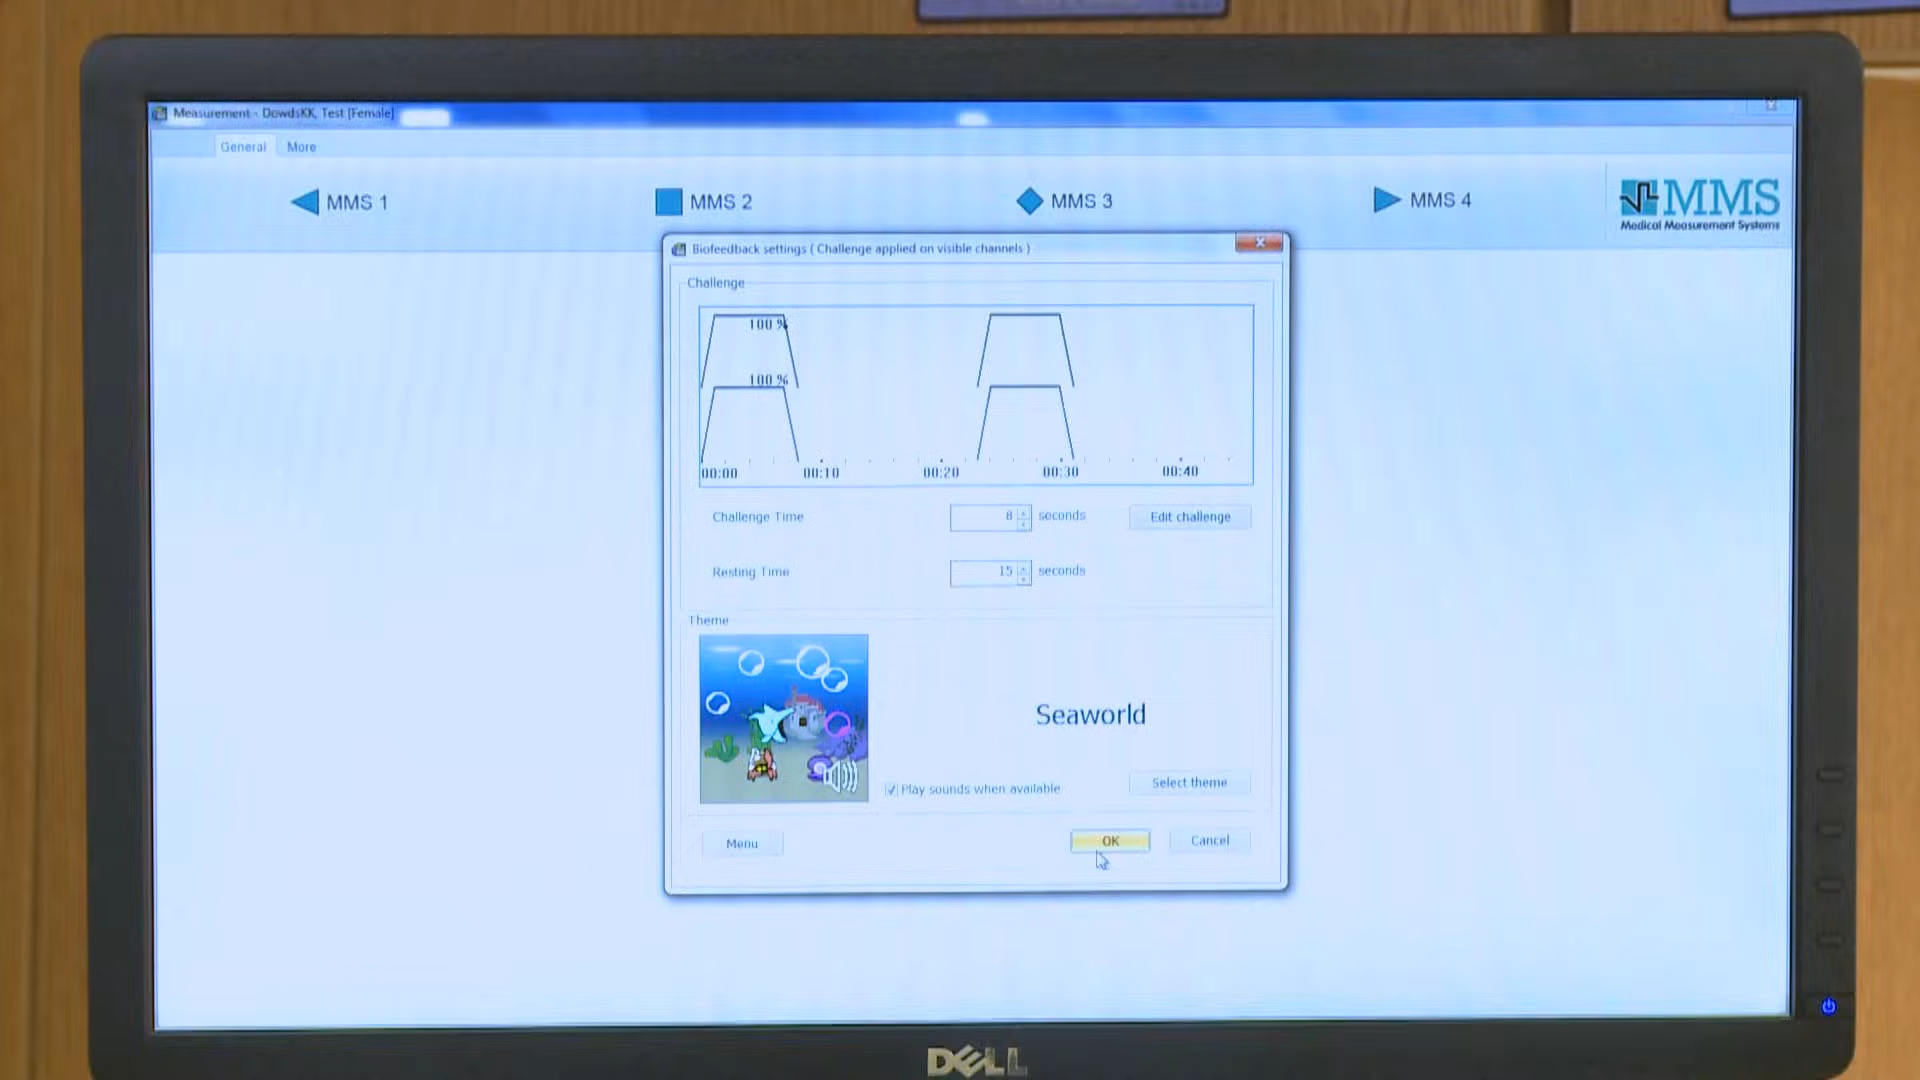 Measurement - DowdsKK, Test [Female]
General More
MMS 1 MMS 2 MMS 3 MMS 4
MMS
Medical Measurement Systems
Biofeedback settings ( Challenge applied on visible channels )
Challenge
100 %
100 %
00:00 00:10 00:20 00:30 00:40
Challenge Time 8 seconds Edit challenge
Resting Time 15 seconds
Theme
Seaworld
Play sounds when available Select theme
Menu OK Cancel
DELL